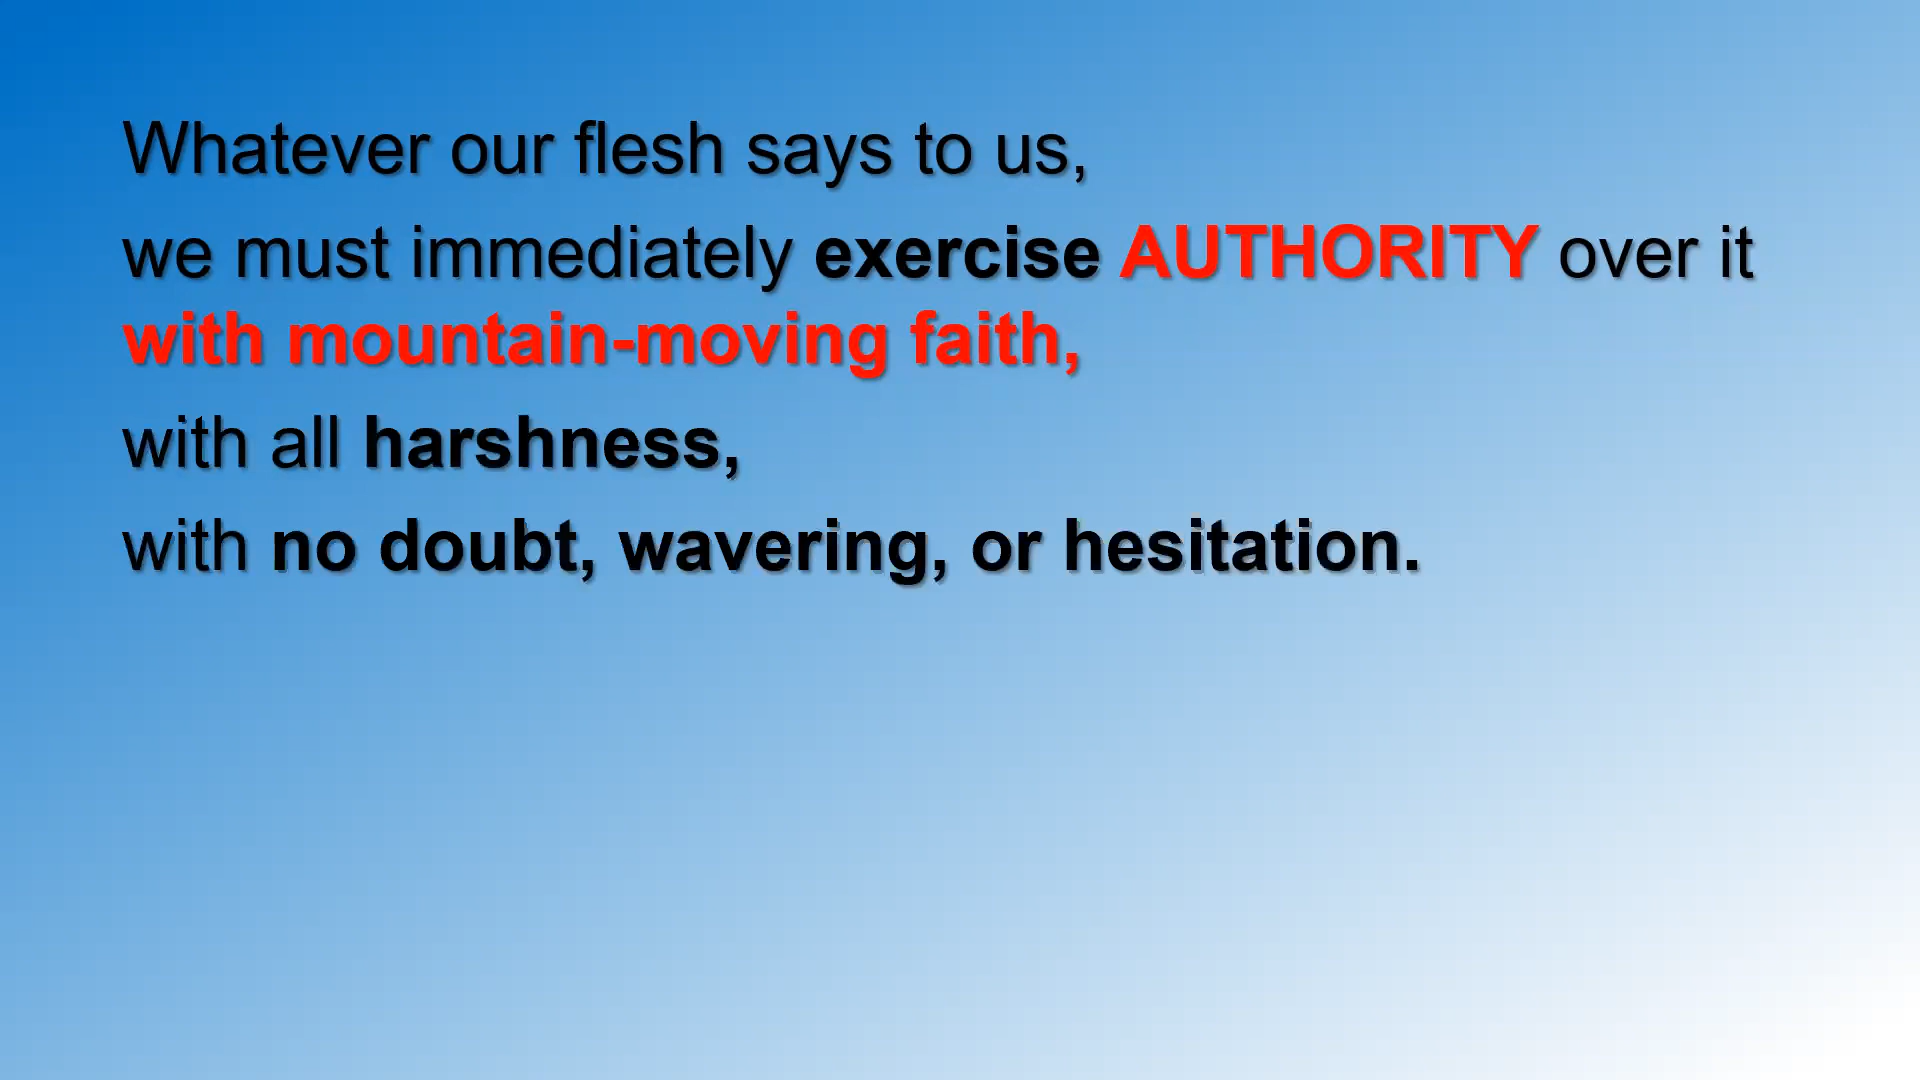 Whatever our flesh says to us,
we must immediately exercise AUTHORITY over it
with mountain-moving faith,
with all harshness,
with no doubt, wavering, or hesitation.